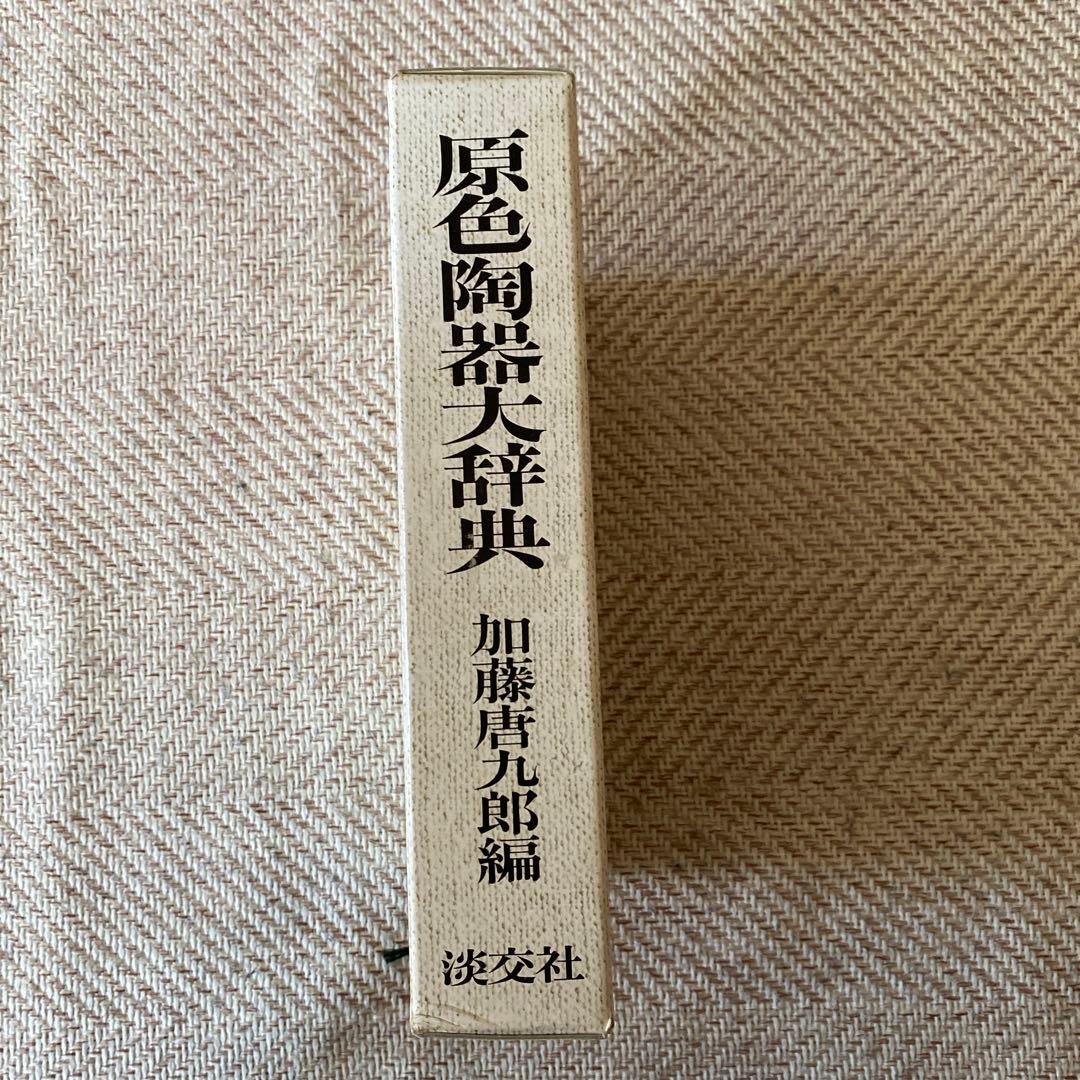 原色陶器大辞典
加藤唐九郎編
淡交社